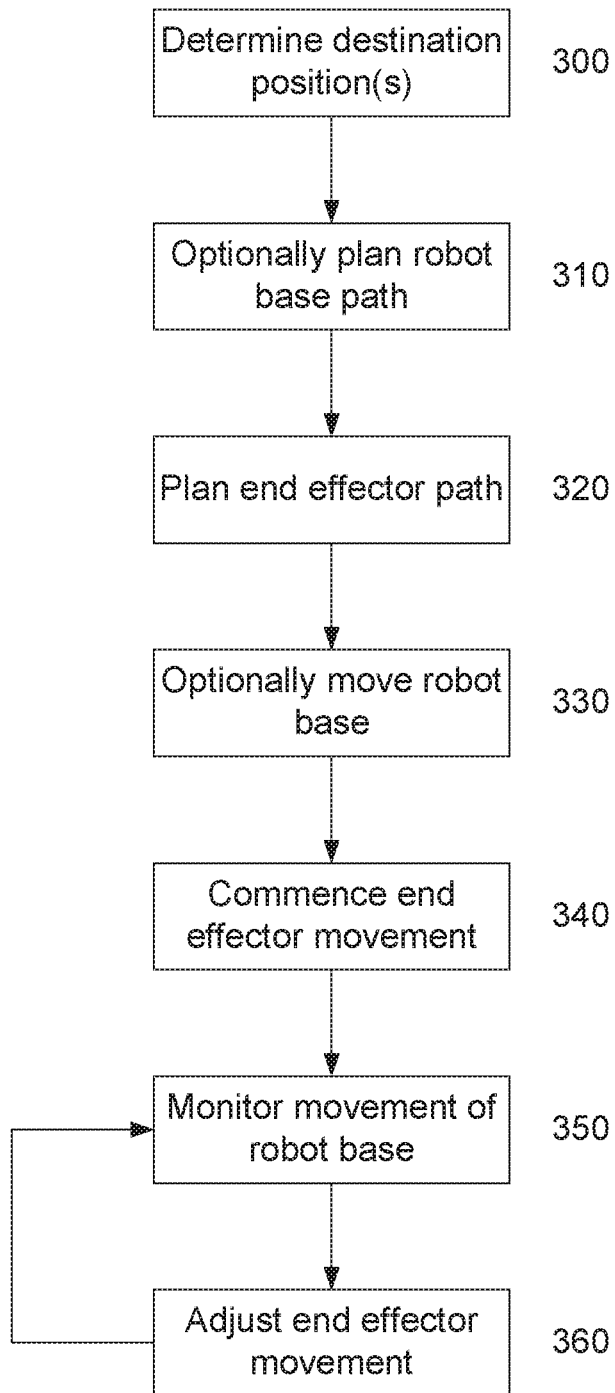 Determine destination
position(s)
300
Optionally plan robot
base path
310
Plan end effector path
320
Optionally move robot
base
330
Commence end
effector movement
340
Monitor movement of
robot base
350
Adjust end effector
movement
360